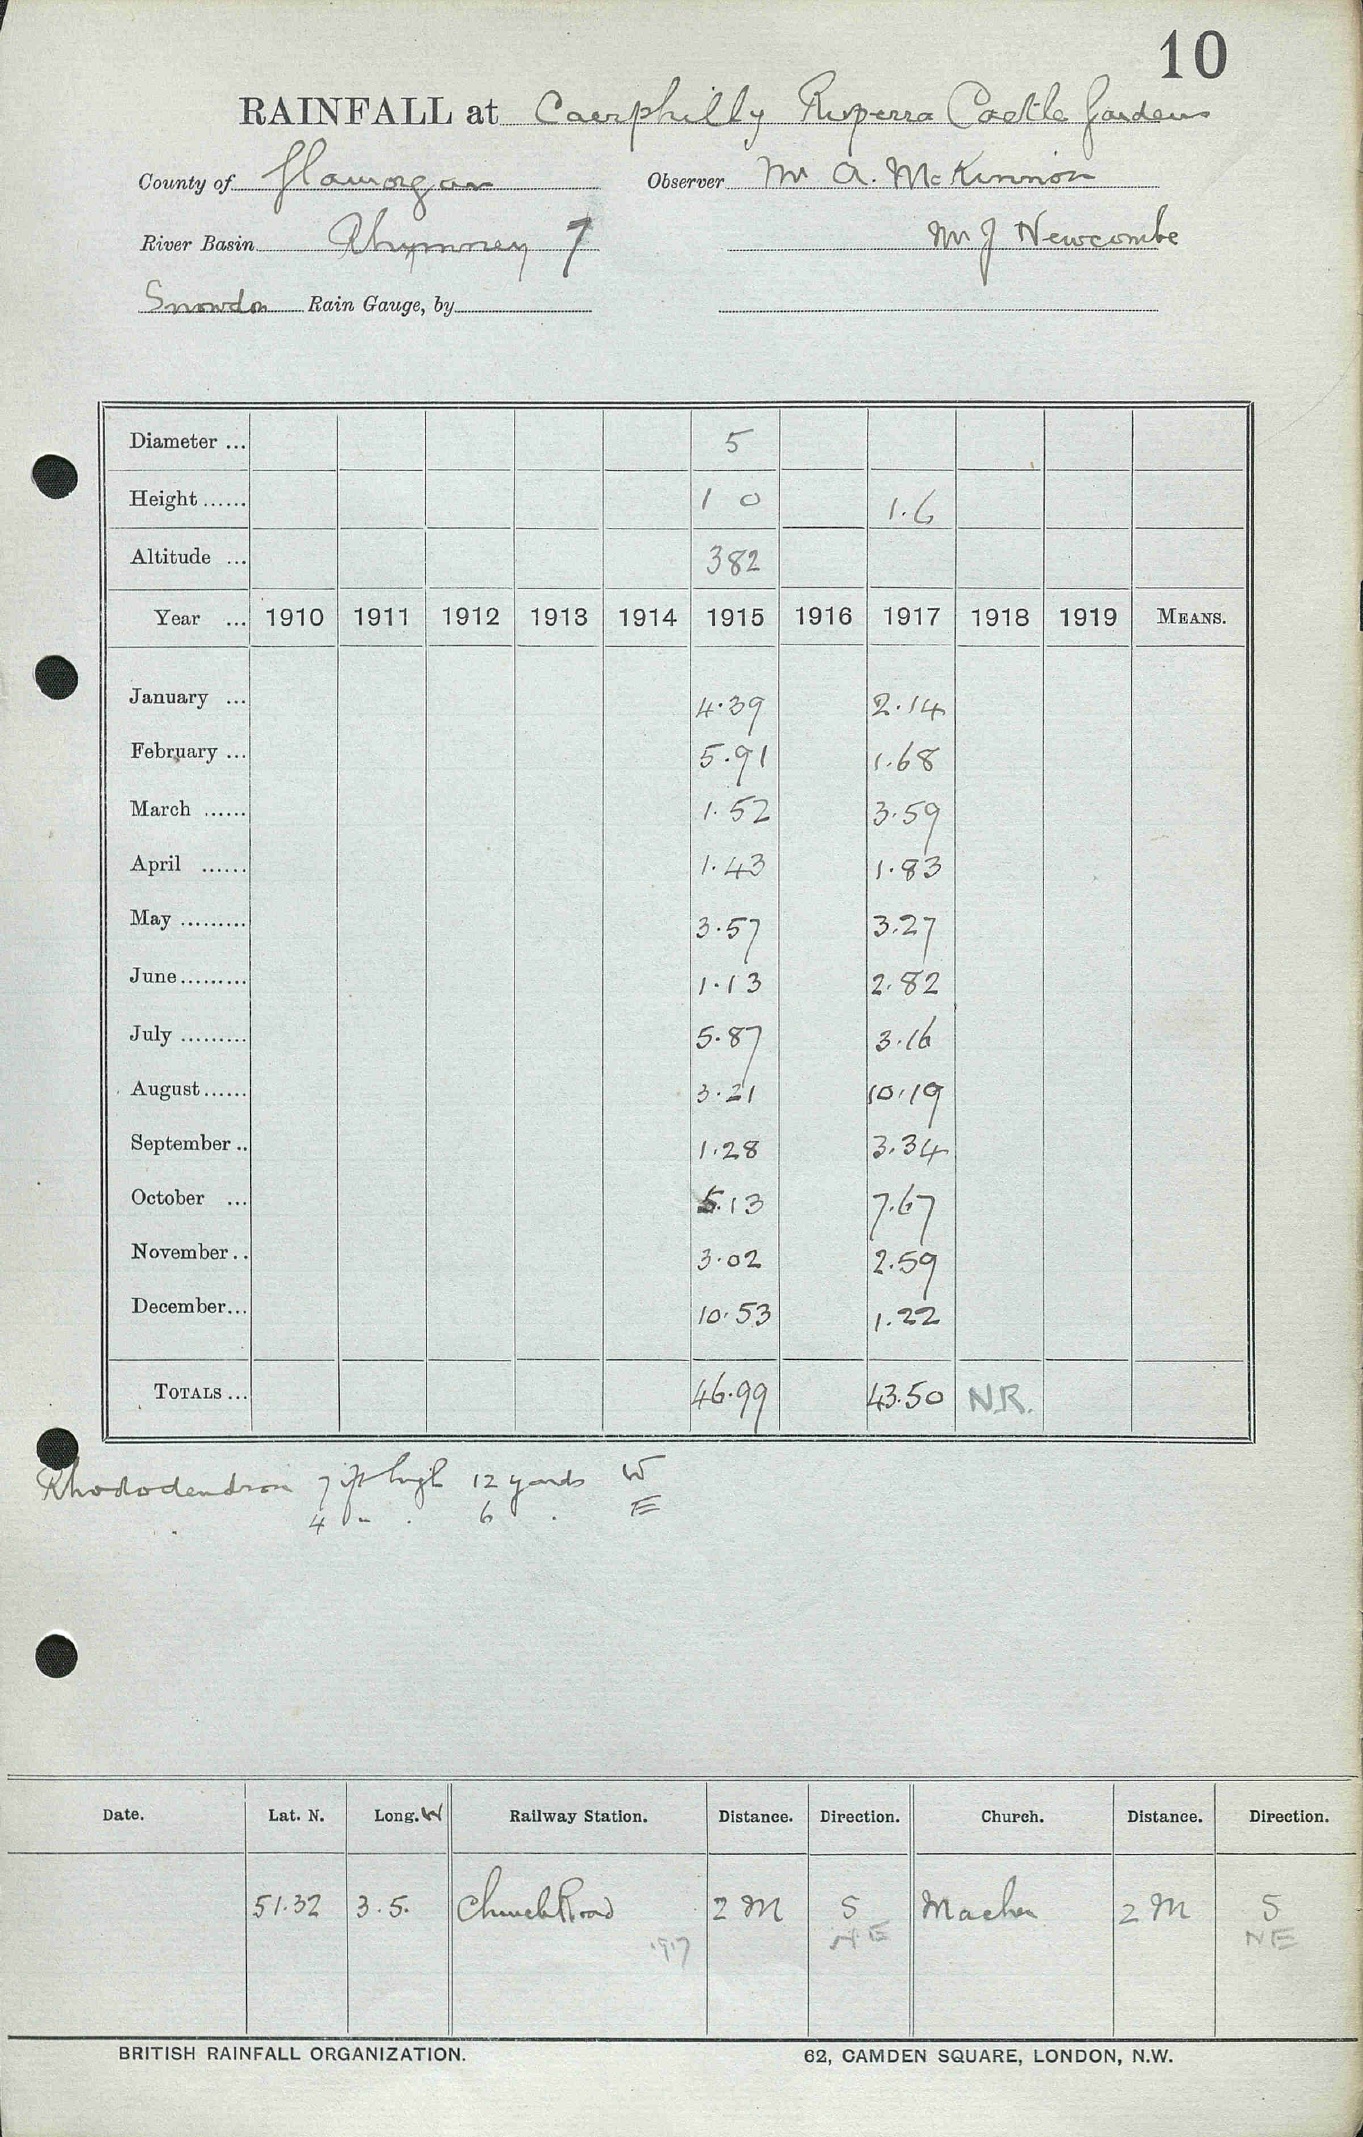 10
RAINFALL at Caerphilly Ruperra Castle Gardens
County of Glamorgan Observer Mr A. McKinnon
River Basin Rhymney 7 Mr J Newcombe
Snowdon Rain Gauge, by
Diameter ... 5
Height ...... 1 0 1.6
Altitude ... 382
Year ... 1910 1911 1912 1913 1914 1915 1916 1917 1918 1919 MEANS.
January ... 4.39 2.14
February ... 5.91 1.68
March ...... 1.52 3.59
April ...... 1.43 1.83
May ......... 3.57 3.27
June......... 1.13 2.82
July ......... 5.87 3.16
August...... 3.21 10.19
September .. 1.28 3.34
October ... 5.13 7.67
November .. 3.02 2.59
December... 10.53 1.22
TOTALS ... 46.99 43.50 N.R.
Rhododendron 7 ft high 12 yards W
4 " . 6 . E
Date. Lat. N. Long. W Railway Station. Distance. Direction. Church. Distance. Direction.
51.32 3.5. Church Road 2 M S Machen 2 M S
1917 NE NE
BRITISH RAINFALL ORGANIZATION. 62, CAMDEN SQUARE, LONDON, N.W.